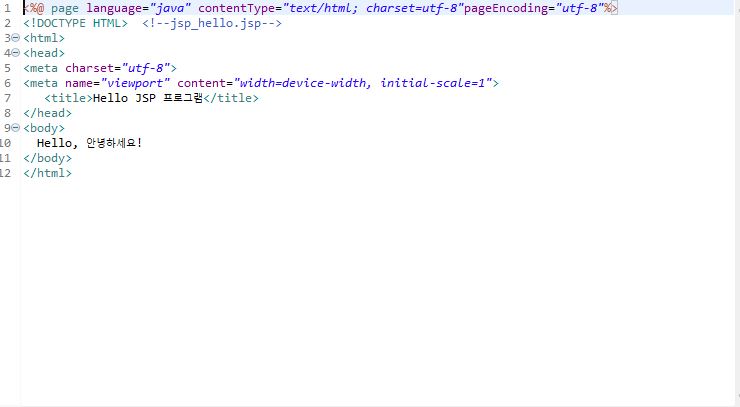 1 <%@ page language="java" contentType="text/html; charset=utf-8"pageEncoding="utf-8"%>
2 <!DOCTYPE HTML>  <!--jsp_hello.jsp-->
3 <html>
4 <head>
5 <meta charset="utf-8">
6 <meta name="viewport" content="width=device-width, initial-scale=1">
7    <title>Hello JSP 프로그램</title>
8 </head>
9 <body>
10   Hello, 안녕하세요!
11 </body>
12 </html>